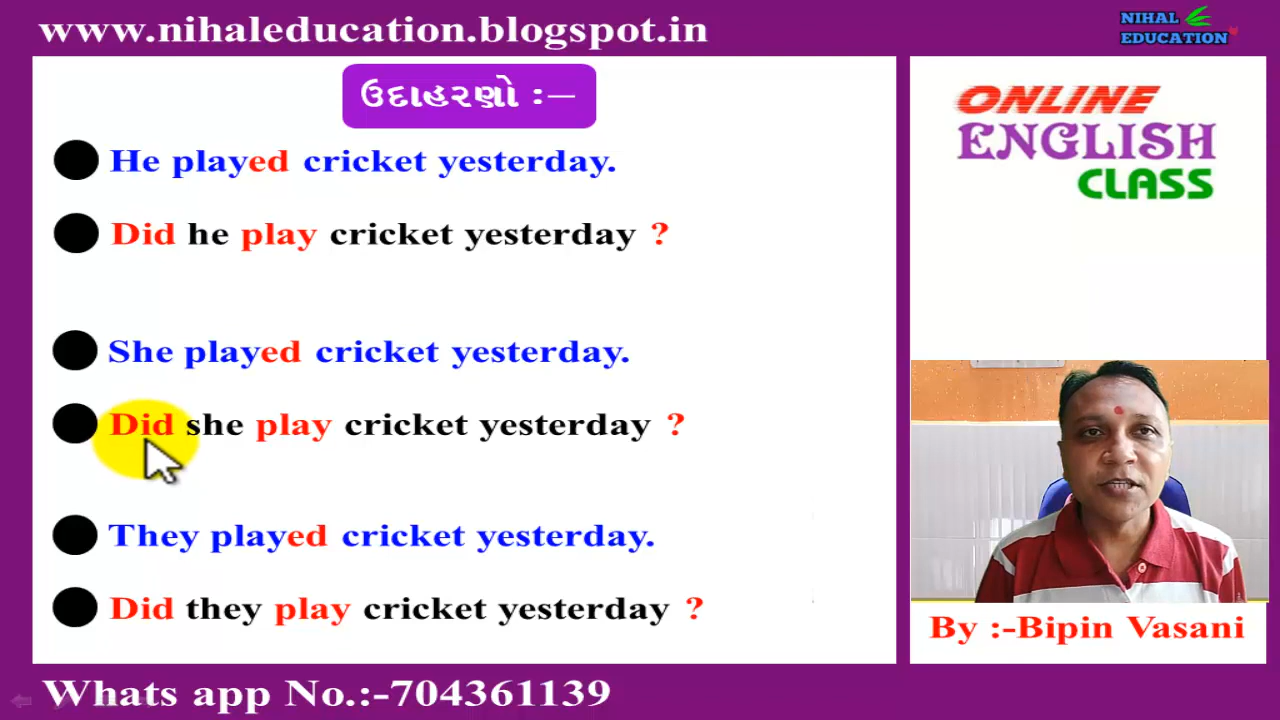 www.nihaleducation.blogspot.in
NIHAL
EDUCATION
ઉદાહરણો :–
He played cricket yesterday.
Did he play cricket yesterday ?
She played cricket yesterday.
Did she play cricket yesterday ?
They played cricket yesterday.
Did they play cricket yesterday ?
ONLINE
ENGLISH
CLASS
By :-Bipin Vasani
Whats app No.:-704361139